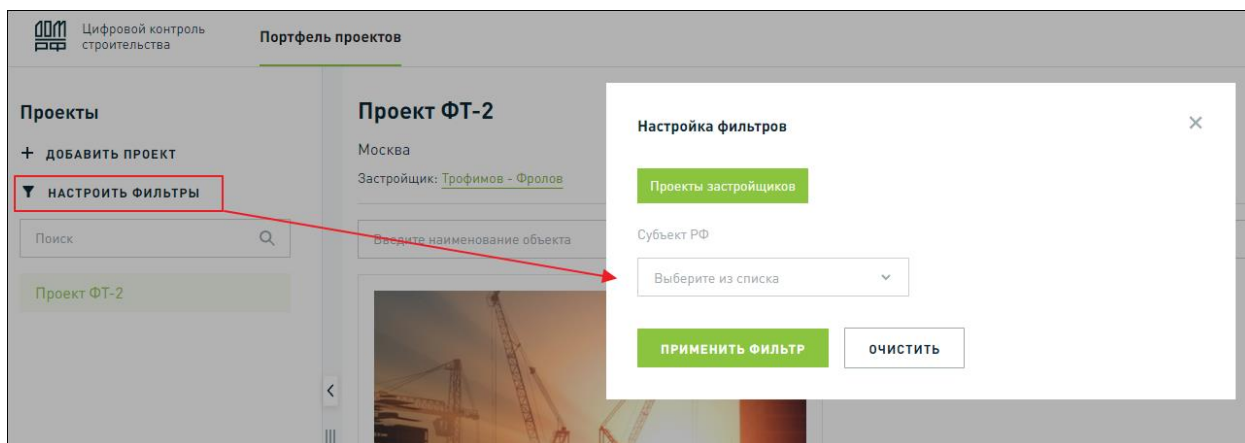 ДОМ РФ
Цифровой контроль
строительства
Портфель проектов
Проекты
+ ДОБАВИТЬ ПРОЕКТ
НАСТРОИТЬ ФИЛЬТРЫ
Поиск
Проект ФТ-2
Проект ФТ-2
Москва
Застройщик: Трофимов - Фролов
Введите наименование объекта
Настройка фильтров
Проекты застройщиков
Субъект РФ
Выберите из списка
ПРИМЕНИТЬ ФИЛЬТР
ОЧИСТИТЬ